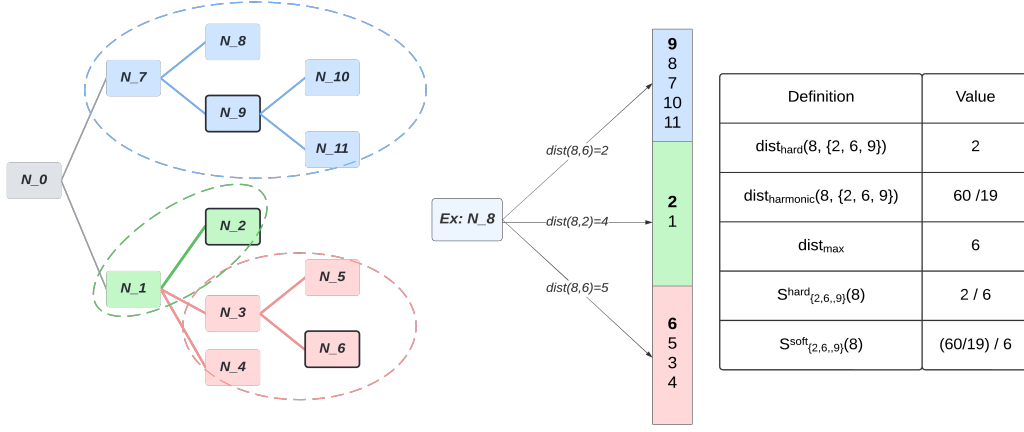 N_8
N_7
N_10
N_9
N_11
N_0
N_2
N_1
N_5
N_3
N_6
N_4
Ex: N_8
dist(8,6)=2
dist(8,2)=4
dist(8,6)=5
9
8
7
10
11
2
1
6
5
3
4
Definition Value
dist_hard(8, {2, 6, 9}) 2
dist_harmonic(8, {2, 6, 9}) 60 /19
dist_max 6
S^hard_{2,6,,9}(8) 2 / 6
S^soft_{2,6,,9}(8) (60/19) / 6